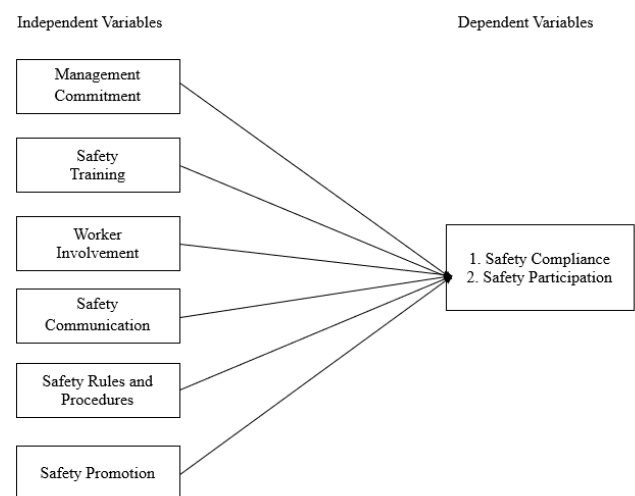 Independent Variables
Dependent Variables
Management
Commitment
Safety
Training
Worker
Involvement
Safety
Communication
Safety Rules and
Procedures
Safety Promotion
1. Safety Compliance
2. Safety Participation